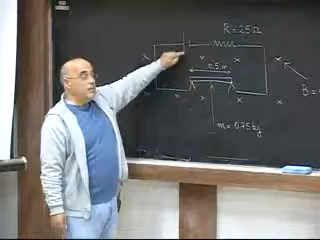 R = 25 Ω
0.5 m
B =
m = 0.75 kg